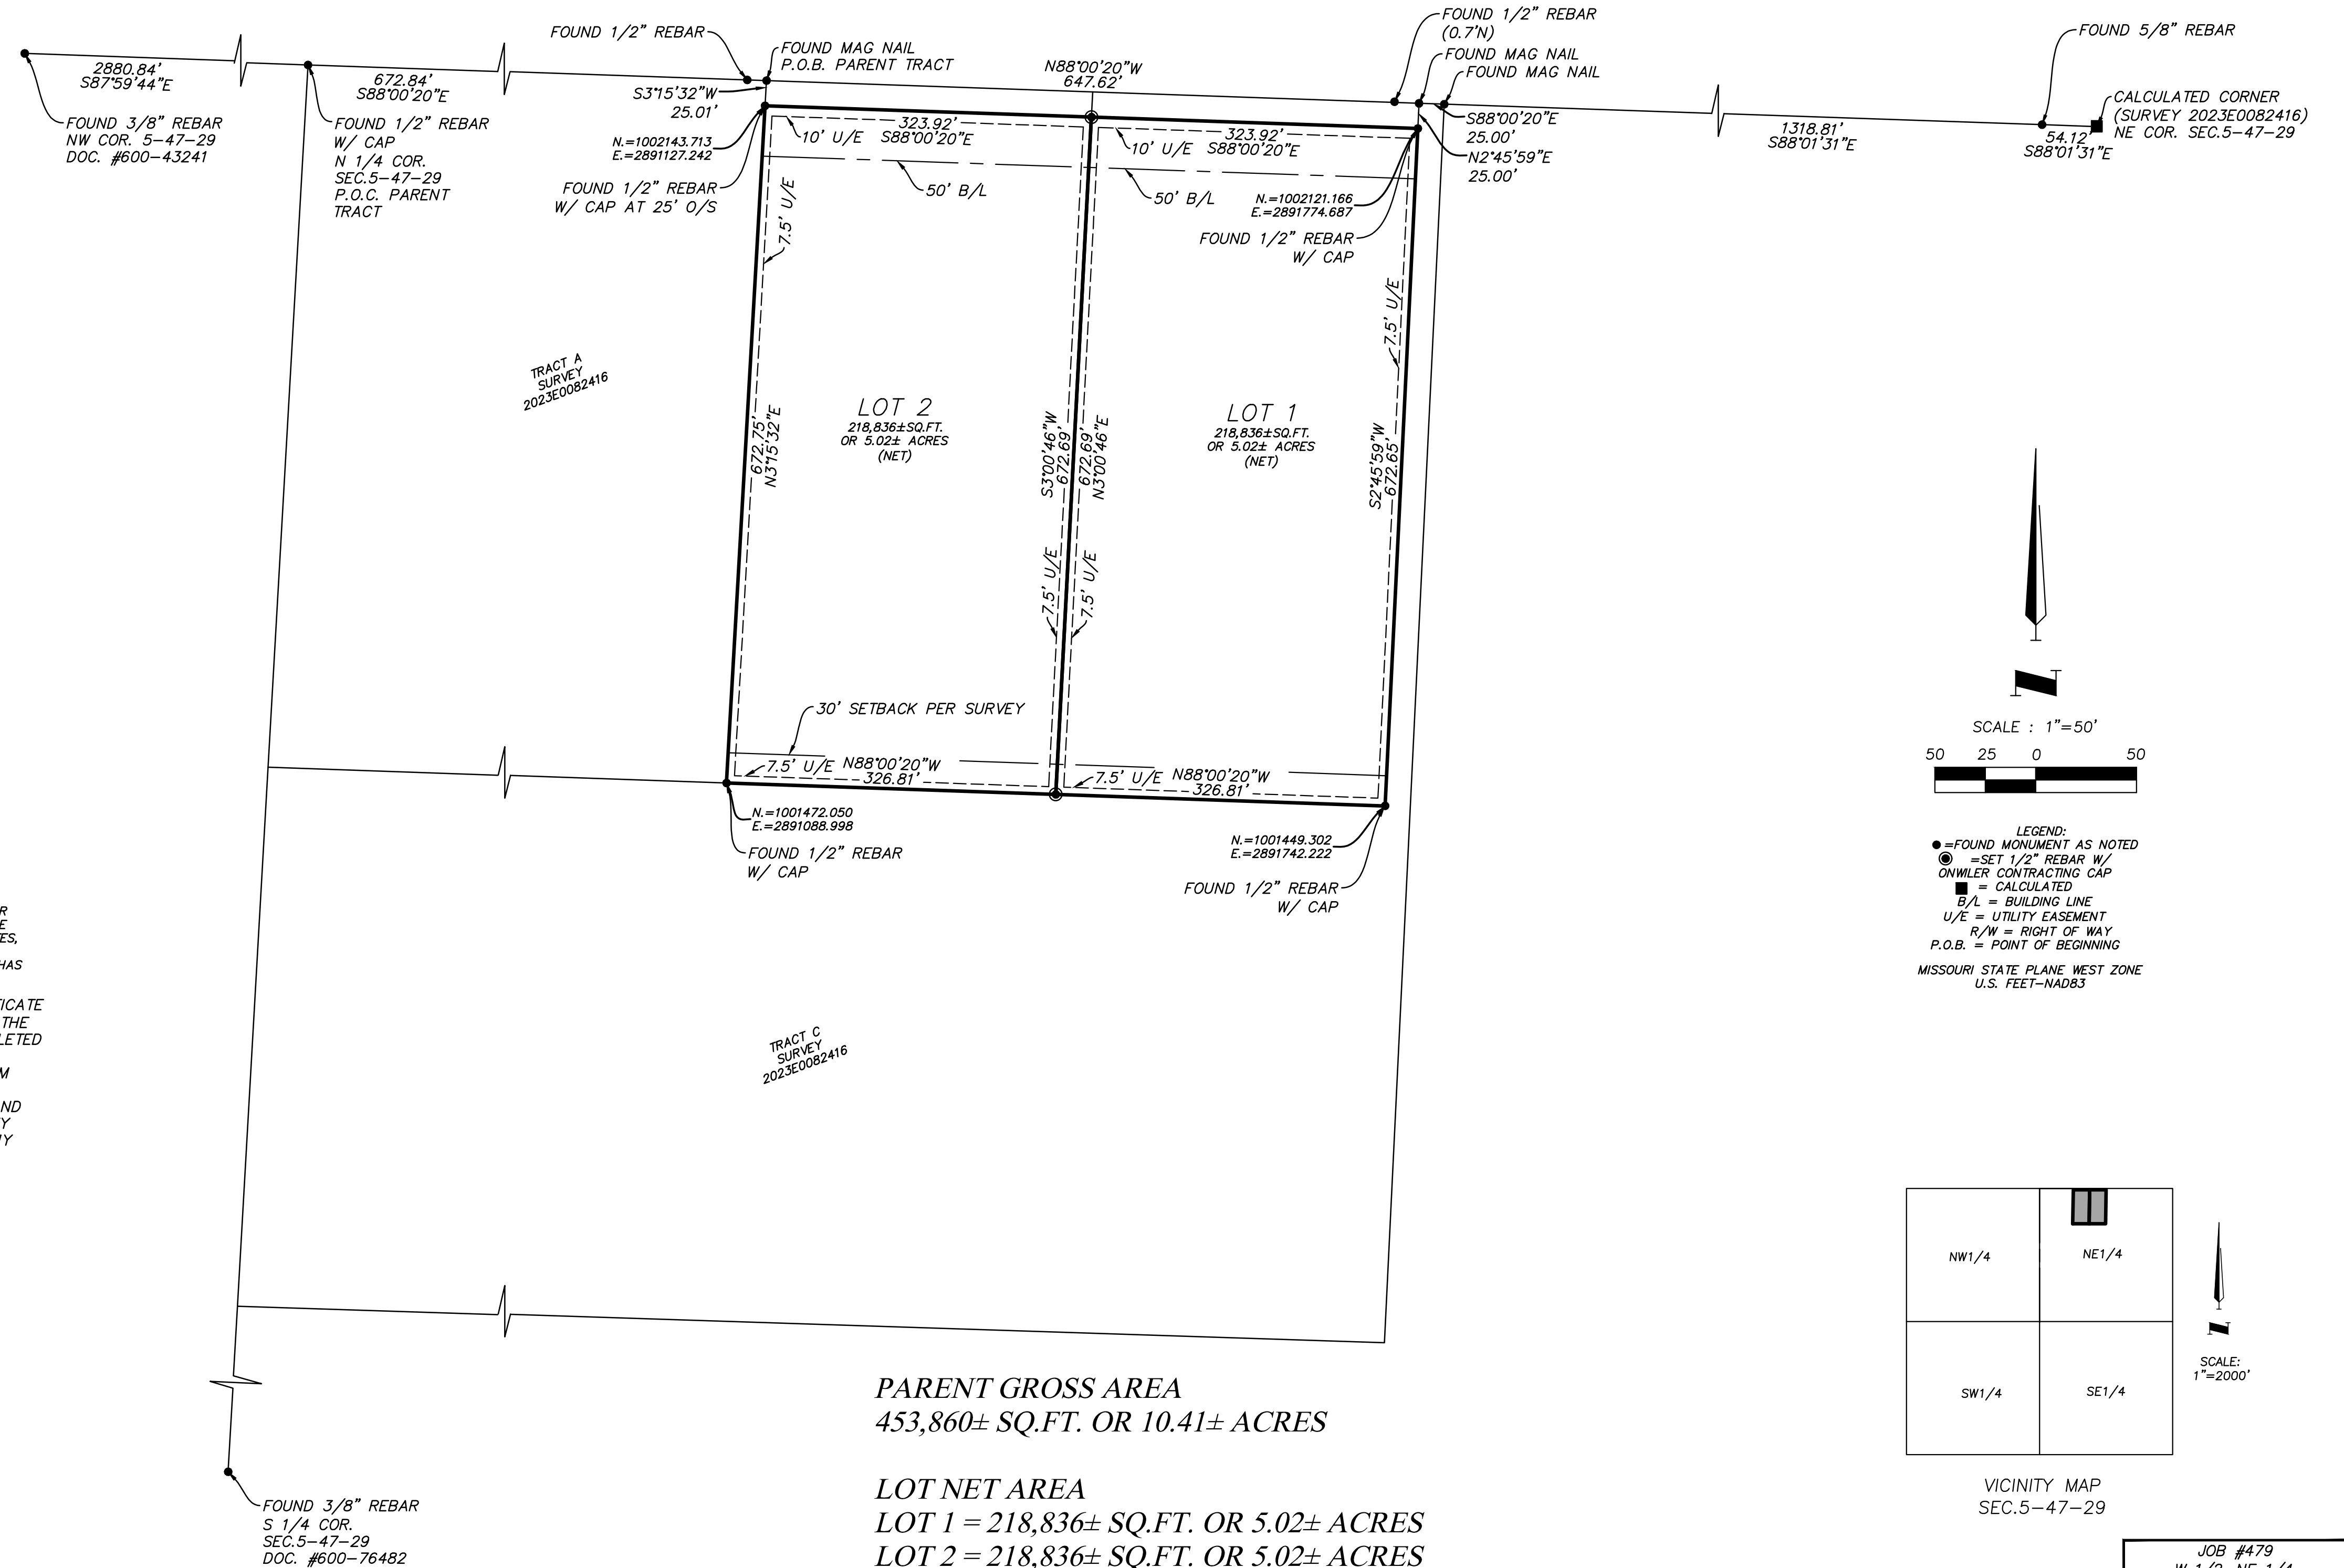 2880.84'
S87°59'44"E
FOUND 3/8" REBAR
NW COR. 5-47-29
DOC. #600-43241
672.84'
S88°00'20"E
FOUND 1/2" REBAR
W/ CAP
N 1/4 COR.
SEC.5-47-29
P.O.C. PARENT
TRACT
FOUND 1/2" REBAR
FOUND MAG NAIL
P.O.B. PARENT TRACT
S3°15'32"W
25.01'
N.=1002143.713
E.=2891127.242
FOUND 1/2" REBAR
W/ CAP AT 25' O/S
N88°00'20"W
647.62'
FOUND 1/2" REBAR
(0.7'N)
FOUND MAG NAIL
FOUND MAG NAIL
S88°00'20"E
25.00'
N2°45'59"E
25.00'
1318.81'
S88°01'31"E
FOUND 5/8" REBAR
54.12'
S88°01'31"E
CALCULATED CORNER
(SURVEY 2023E0082416)
NE COR. SEC.5-47-29
323.92'
10' U/E S88°00'20"E
323.92'
10' U/E S88°00'20"E
50' B/L
50' B/L
N.=1002121.166
E.=2891774.687
FOUND 1/2" REBAR
W/ CAP
7.5' U/E
7.5' U/E
TRACT A
SURVEY
2023E0082416
LOT 2
218,836±SQ.FT.
OR 5.02± ACRES
(NET)
LOT 1
218,836±SQ.FT.
OR 5.02± ACRES
(NET)
672.75'
N3°15'32"E
S3°00'46"W
672.69'
672.69'
N3°00'46"E
S2°45'59"W
672.65'
7.5' U/E
7.5' U/E
30' SETBACK PER SURVEY
7.5' U/E N88°00'20"W
326.81'
7.5' U/E N88°00'20"W
326.81'
N.=1001472.050
E.=2891088.998
FOUND 1/2" REBAR
W/ CAP
N.=1001449.302
E.=2891742.222
FOUND 1/2" REBAR
W/ CAP
TRACT C
SURVEY
2023E0082416
N
SCALE : 1"=50'
50 25 0 50
LEGEND:
=FOUND MONUMENT AS NOTED
=SET 1/2" REBAR W/
ONWILER CONTRACTING CAP
= CALCULATED
B/L = BUILDING LINE
U/E = UTILITY EASEMENT
R/W = RIGHT OF WAY
P.O.B. = POINT OF BEGINNING
MISSOURI STATE PLANE WEST ZONE
U.S. FEET-NAD83
HAS
THE
AND
NW1/4
NE1/4
SW1/4
SE1/4
N
SCALE:
1"=2000'
VICINITY MAP
SEC.5-47-29
PARENT GROSS AREA
453,860± SQ.FT. OR 10.41± ACRES
LOT NET AREA
LOT 1 = 218,836± SQ.FT. OR 5.02± ACRES
LOT 2 = 218,836± SQ.FT. OR 5.02± ACRES
FOUND 3/8" REBAR
S 1/4 COR.
SEC.5-47-29
DOC. #600-76482
JOB #479
W 1/2, NE 1/4